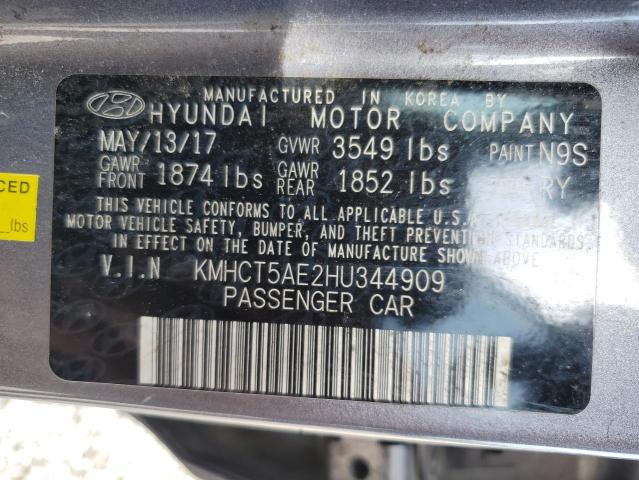 MANUFACTURED IN KOREA BY
HYUNDAI MOTOR COMPANY
MAY/13/17 GVWR 3549 lbs PAINT N9S
GAWR FRONT 1874 lbs GAWR REAR 1852 lbs RY
THIS VEHICLE CONFORMS TO ALL APPLICABLE U.S.
MOTOR VEHICLE SAFETY, BUMPER, AND THEFT PREVENTION STANDARDS
IN EFFECT ON THE DATE OF MANUFACTURE SHOWN ABOVE.
V.I.N KMHCT5AE2HU344909
PASSENGER CAR
CED
lbs